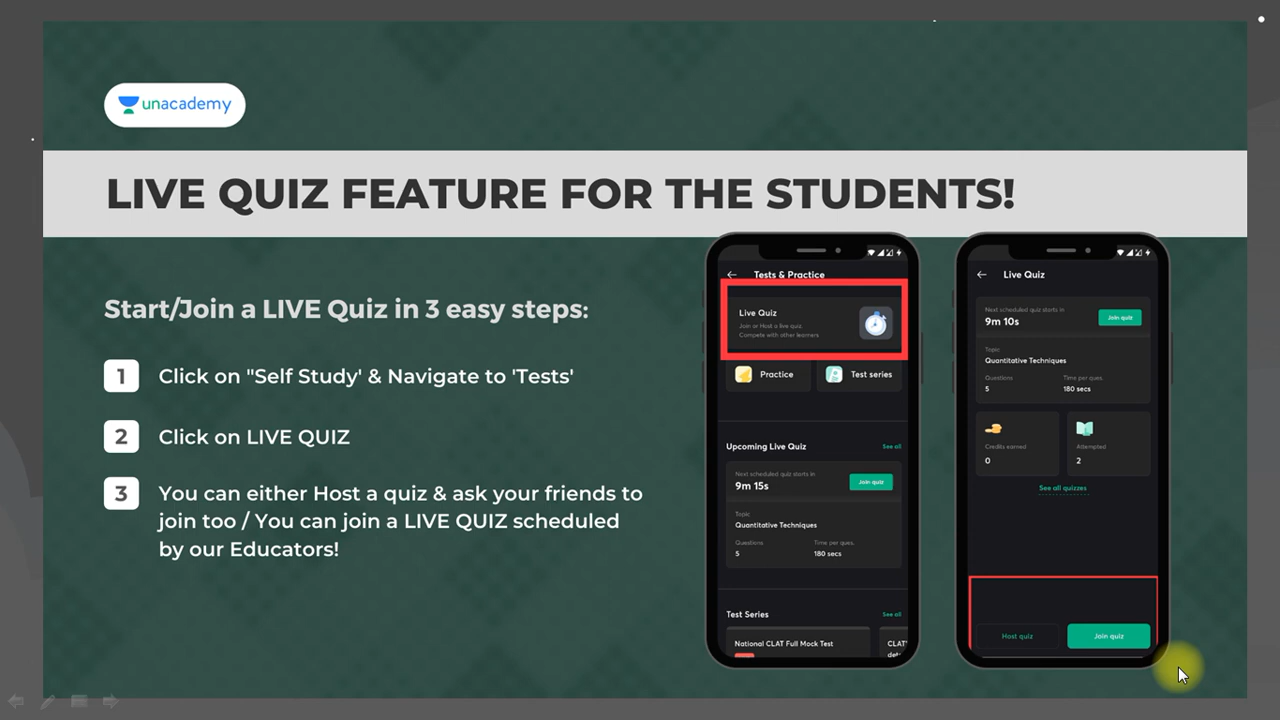 unacademy
LIVE QUIZ FEATURE FOR THE STUDENTS!
Start/Join a LIVE Quiz in 3 easy steps:
1 Click on "Self Study' & Navigate to 'Tests'
2 Click on LIVE QUIZ
3 You can either Host a quiz & ask your friends to
join too / You can join a LIVE QUIZ scheduled
by our Educators!
Tests & Practice
Live Quiz
Join or Host a live quiz.
Compete with other learners
Practice
Test series
Upcoming Live Quiz
See all
Next scheduled quiz starts in
9m 15s
Join quiz
Topic
Quantitative Techniques
Questions
Time per ques.
5
180 secs
Test Series
See all
National CLAT Full Mock Test
CLAT
Live Quiz
Next scheduled quiz starts in
9m 10s
Join quiz
Topic
Quantitative Techniques
Questions
Time per ques.
5
180 secs
Credits earned
0
Attempted
2
See all quizzes
Host quiz
Join quiz